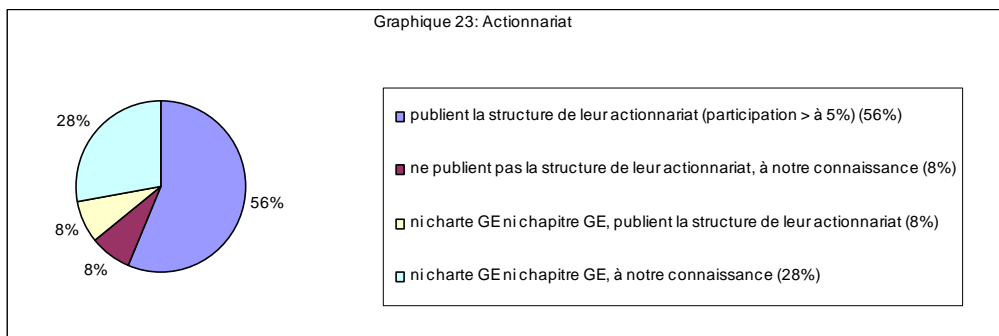 Graphique 23: Actionnariat
28%
56%
8%
8%
publient la structure de leur actionnariat (participation > à 5%) (56%)
ne publient pas la structure de leur actionnariat, à notre connaissance (8%)
ni charte GE ni chapitre GE, publient la structure de leur actionnariat (8%)
ni charte GE ni chapitre GE, à notre connaissance (28%)